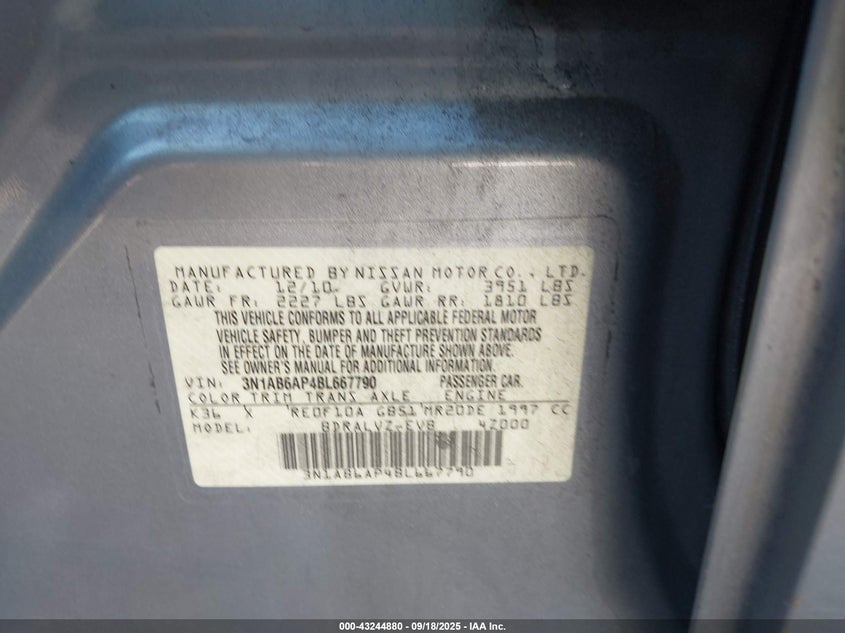 MANUFACTURED BY NISSAN MOTOR CO., LTD.
DATE: 12/10 GVWR: 3951 LBS
GAWR FR: 2227 LBS GAWR RR: 1810 LBS
THIS VEHICLE CONFORMS TO ALL APPLICABLE FEDERAL MOTOR
VEHICLE SAFETY, BUMPER AND THEFT PREVENTION STANDARDS
IN EFFECT ON THE DATE OF MANUFACTURE SHOWN ABOVE.
SEE OWNER'S MANUAL FOR ADDITIONAL INFORMATION.
VIN: 3N1AB6AP4BL667790 PASSENGER CAR.
COLOR TRIM TRANS AXLE ENGINE
K36 X RE0F10A GB51 MR20DE 1997 CC
MODEL: BDRALVZ-EVB 4Z000
3N1AB6AP4BL667790
000-43244880 - 09/18/2025 - IAA Inc.